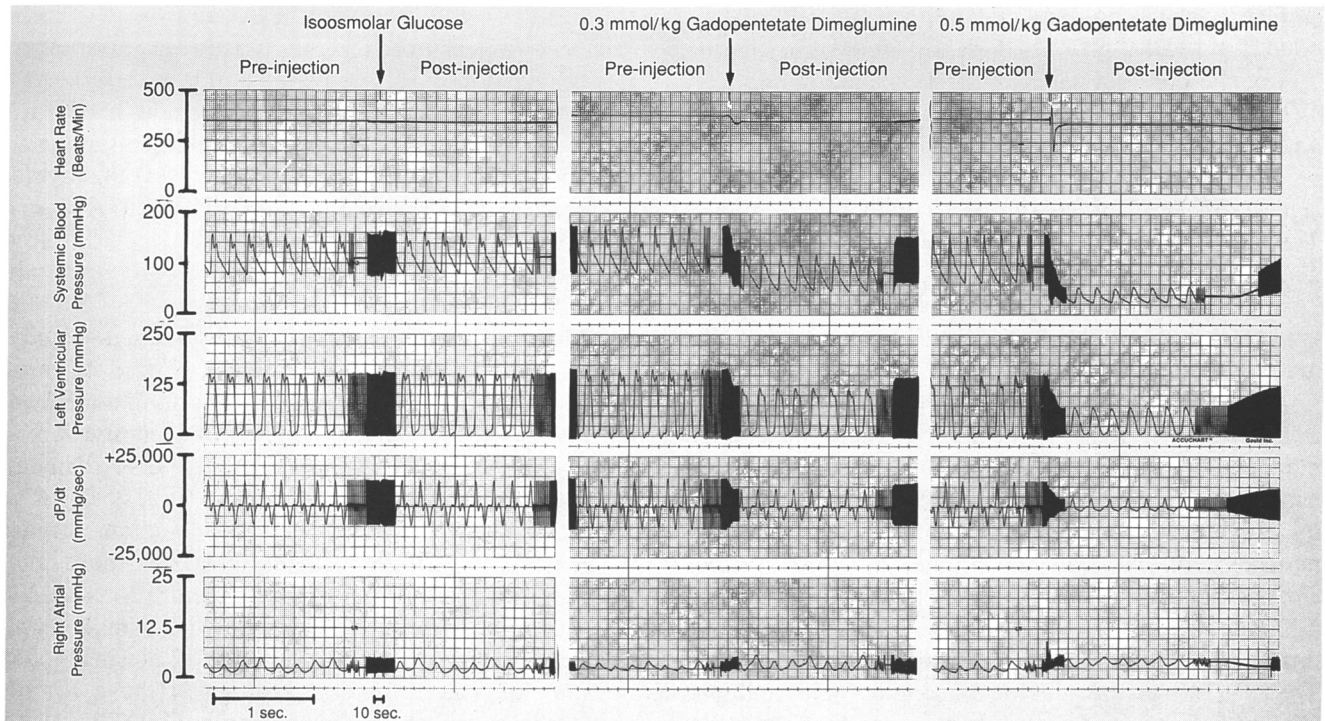 Isoosmolar Glucose
0.3 mmol/kg Gadopentetate Dimeglumine
0.5 mmol/kg Gadopentetate Dimeglumine
Pre-injection
Post-injection
Pre-injection
Post-injection
Pre-injection
Post-injection
Heart Rate
(Beats/Min)
500
250
0
Systemic Blood
Pressure (mmHg)
200
100
0
Left Ventricular
Pressure (mmHg)
250
125
0
ACCUCHART
Gould Inc.
dP/dt
(mmHg/sec)
+25,000
0
-25,000
Right Atrial
Pressure (mmHg)
25
12.5
0
1 sec.
10 sec.